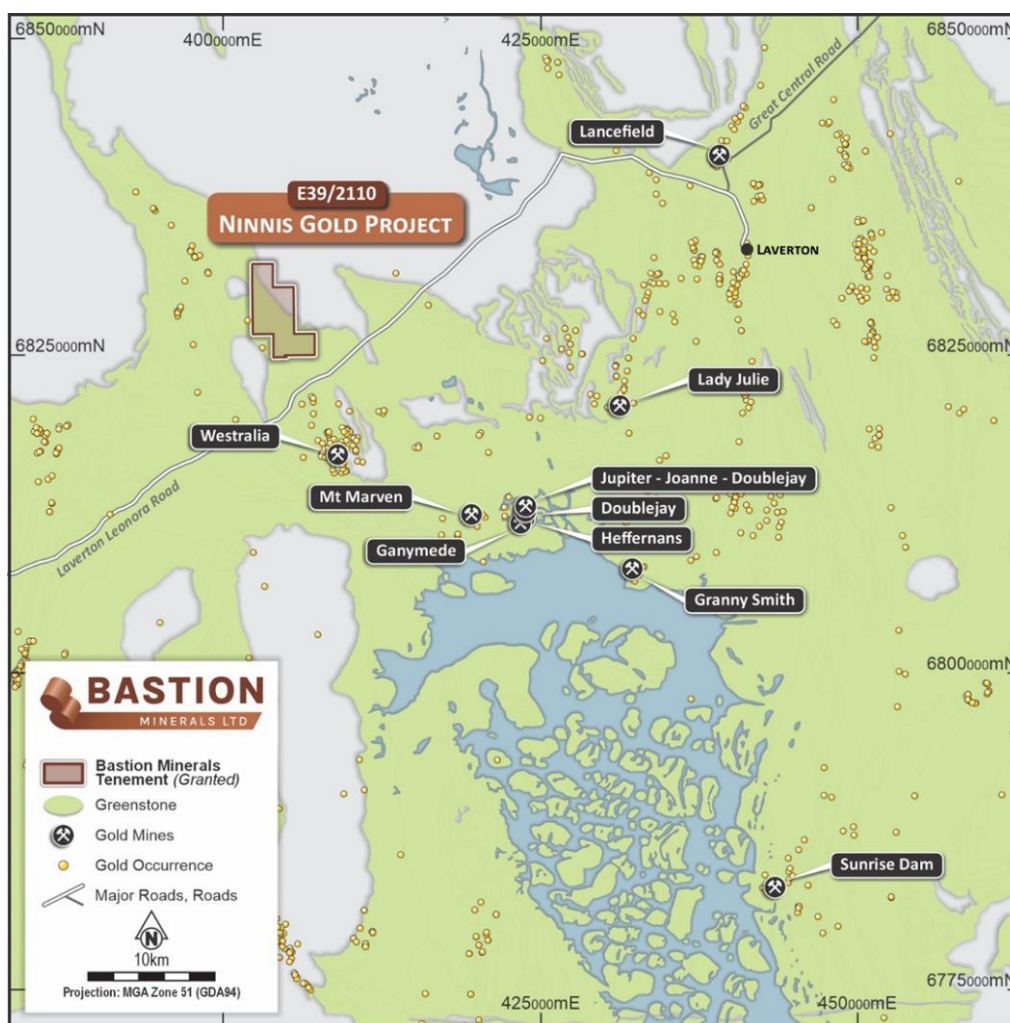 6850000mN
400000mE
425000mE
6850000mN
Great Central Road
Lancefield
E39/2110
NINNIS GOLD PROJECT
LAVERTON
6825000mN
6825000mN
Lady Julie
Westralia
Jupiter - Joanne - Doublejay
Mt Marven
Doublejay
Ganymede
Heffernans
Laverton Leonora Road
Granny Smith
6800000mN
BASTION
MINERALS LTD
Bastion Minerals
Tenement (Granted)
Greenstone
Gold Mines
Gold Occurrence
Major Roads, Roads
N
10km
Projection: MGA Zone 51 (GDA94)
Sunrise Dam
6775000mN
425000mE
450000mE